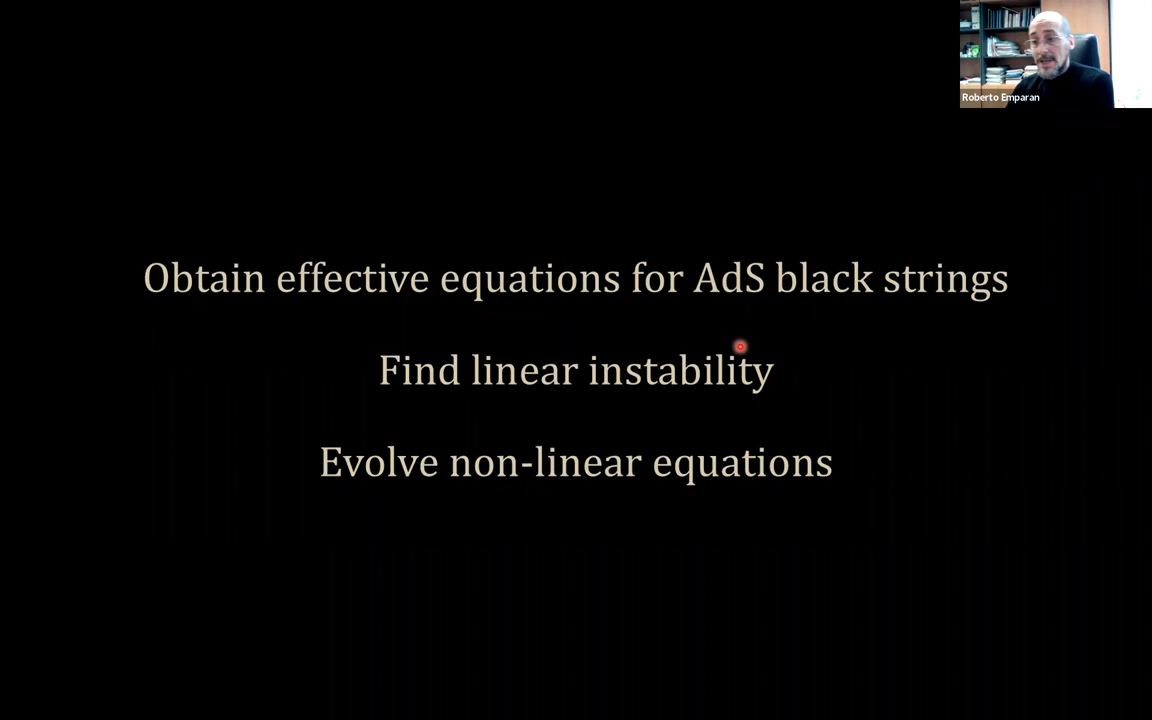 Roberto Emparan
Obtain effective equations for AdS black strings
Find linear instability
Evolve non-linear equations